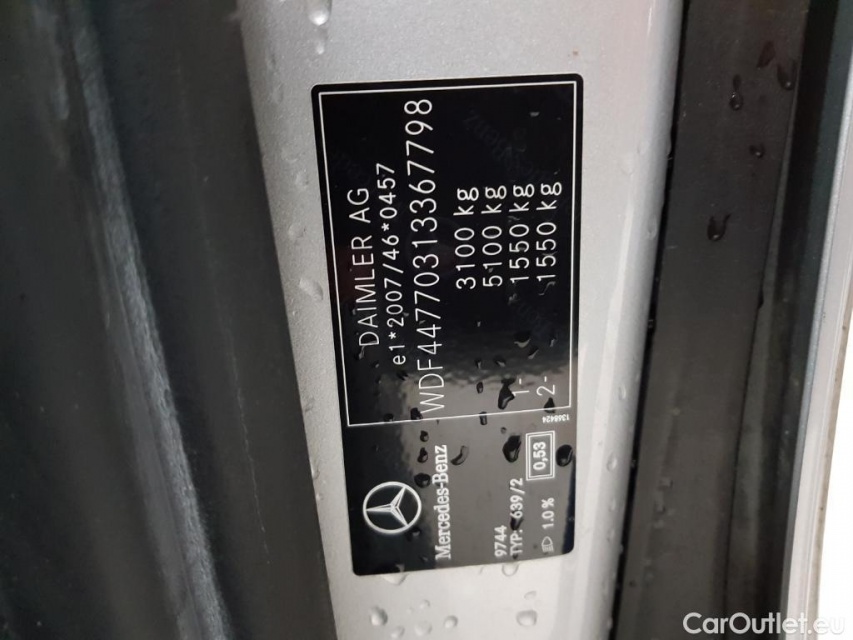 DAIMLER AG
e1*2007/46*0457
WDF44770313367798
3100 kg
5100 kg
1- 1550 kg
2- 1550 kg
1368424
Mercedes-Benz
9744
TYP: 639/2
0,53
1.0 %
CarOutlet.eu